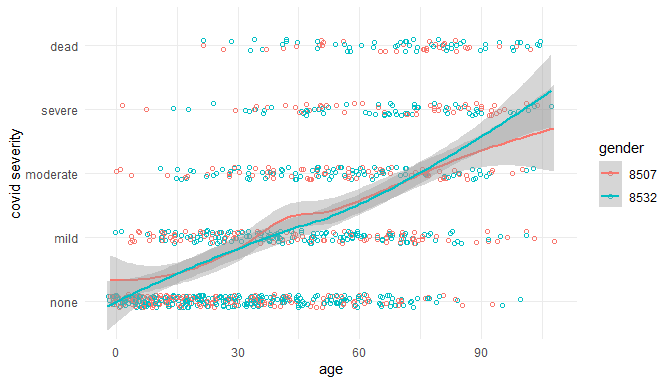 dead
severe
moderate
mild
none
covid severity
0 30 60 90
age
gender
8507
8532